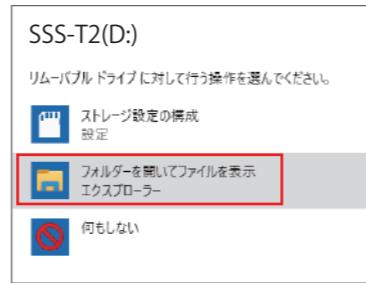 SSS-T2(D:)
リムーバブル ドライブ に対して行う操作を選んでください。
ストレージ設定の構成
設定
フォルダーを開いてファイルを表示
エクスプローラー
何もしない